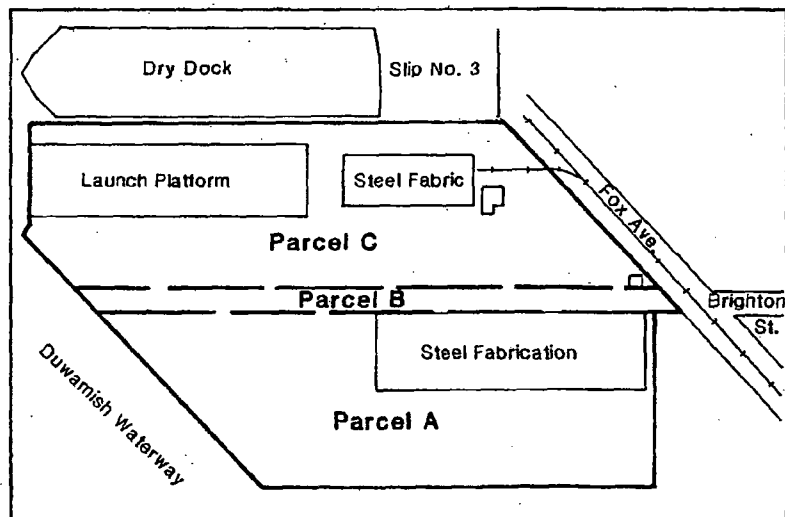 Dry Dock
Slip No. 3
Launch Platform
Steel Fabric
Fox Ave.
Parcel C
Parcel B
Brighton
St.
Steel Fabrication
Duwamish Waterway
Parcel A